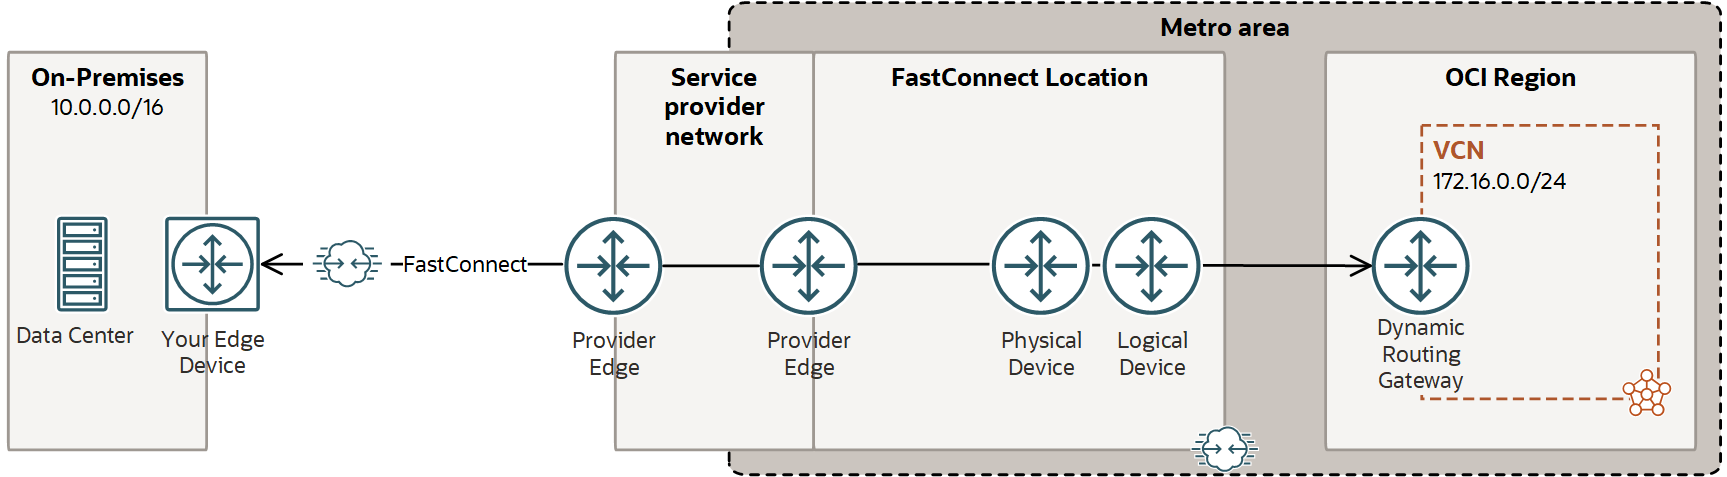 Metro area
On-Premises
10.0.0.0/16
Service
provider
network
FastConnect Location
OCI Region
VCN
172.16.0.0/24
FastConnect
Data Center
Your Edge
Device
Provider
Edge
Provider
Edge
Physical
Device
Logical
Device
Dynamic
Routing
Gateway